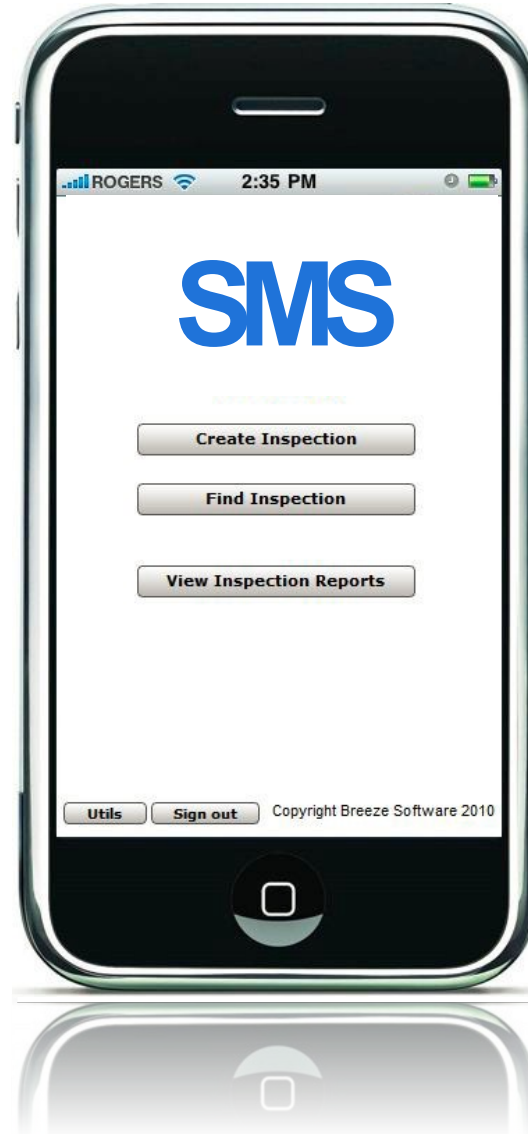 ROGERS 2:35 PM
SMS
Create Inspection
Find Inspection
View Inspection Reports
Utils Sign out Copyright Breeze Software 2010